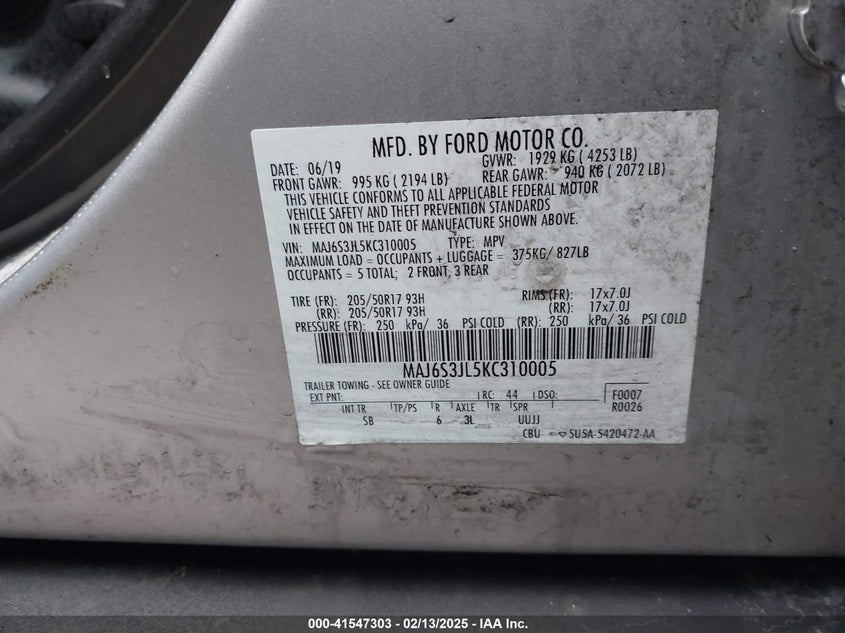 MFD. BY FORD MOTOR CO.
DATE: 06/19 GVWR: 1929 KG ( 4253 LB)
FRONT GAWR: 995 KG ( 2194 LB) REAR GAWR: 940 KG ( 2072 LB)
THIS VEHICLE CONFORMS TO ALL APPLICABLE FEDERAL MOTOR
VEHICLE SAFETY AND THEFT PREVENTION STANDARDS
IN EFFECT ON THE DATE OF MANUFACTURE SHOWN ABOVE.
VIN: MAJ6S3JL5KC310005 TYPE: MPV
MAXIMUM LOAD = OCCUPANTS + LUGGAGE = 375KG/ 827LB
OCCUPANTS = 5 TOTAL; 2 FRONT, 3 REAR
TIRE (FR): 205/50R17 93H RIMS (FR): 17x7.0J
(RR): 205/50R17 93H (RR): 17x7.0J
PRESSURE (FR): 250 kPa/ 36 PSI COLD (RR): 250 kPa/ 36 PSI COLD
MAJ6S3JL5KC310005
TRAILER TOWING - SEE OWNER GUIDE
EXT PNT: RC: 44 DSO: F0007
INT TR TP/PS R AXLE TR SPR R0026
SB 6 3L UUJJ
CBU SU5A-5420472-AA
000-41547303 - 02/13/2025 - IAA Inc.